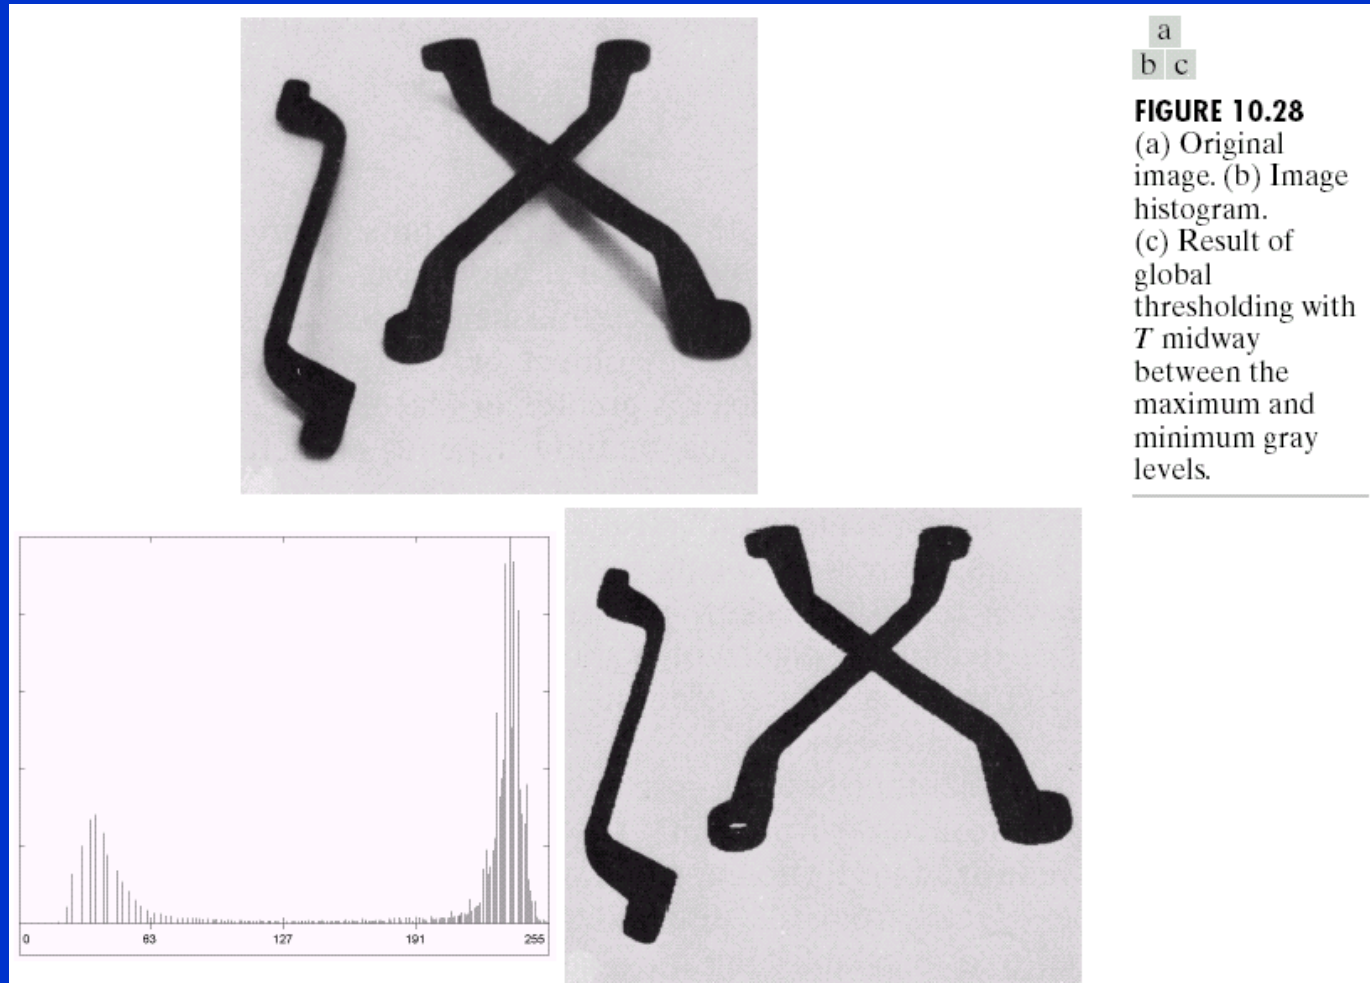 a
b c
FIGURE 10.28
(a) Original
image. (b) Image
histogram.
(c) Result of
global
thresholding with
T midway
between the
maximum and
minimum gray
levels.
0 63 127 191 255